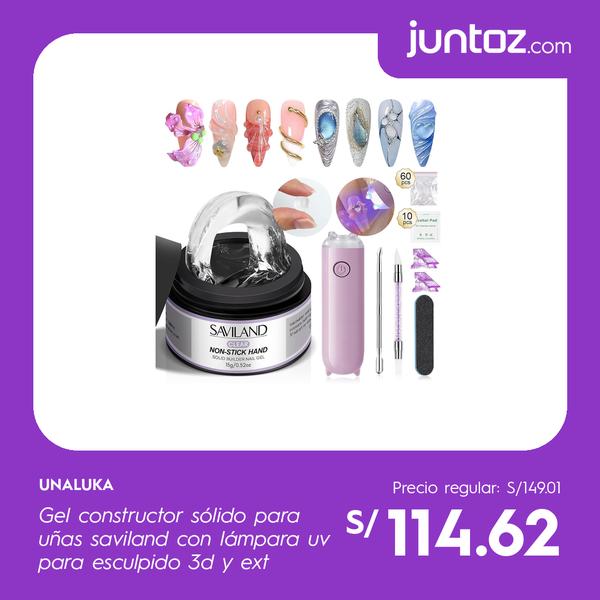 juntoz.com
60
pcs
10
pcs
Alcohol Pad
SAVILAND
CLEAR
NON-STICK HAND
SOLID BUILDER NAIL GEL
15g/0.52oz
UNALUKA
Precio regular: S/149.01
Gel constructor sólido para
uñas saviland con lámpara uv
para esculpido 3d y ext
S/114.62